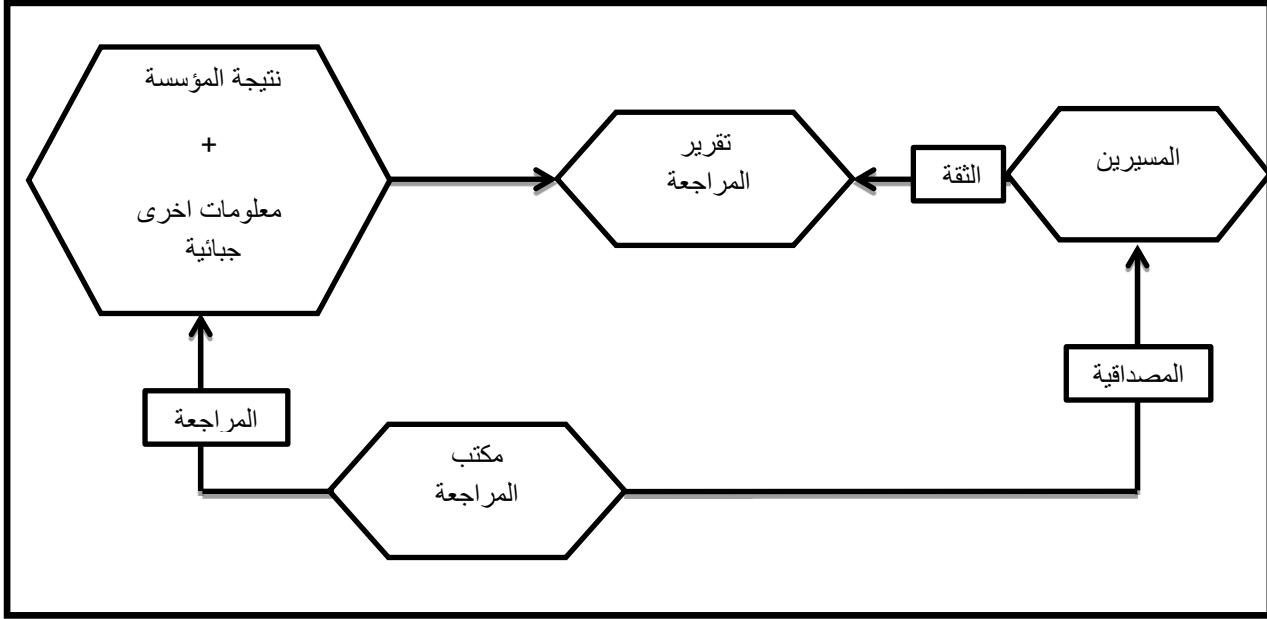 المسيرين
الثقة
تقرير
المراجعة
نتيجة المؤسسة
+
معلومات اخرى
جبائية
المصداقية
المراجعة
مكتب
المراجعة